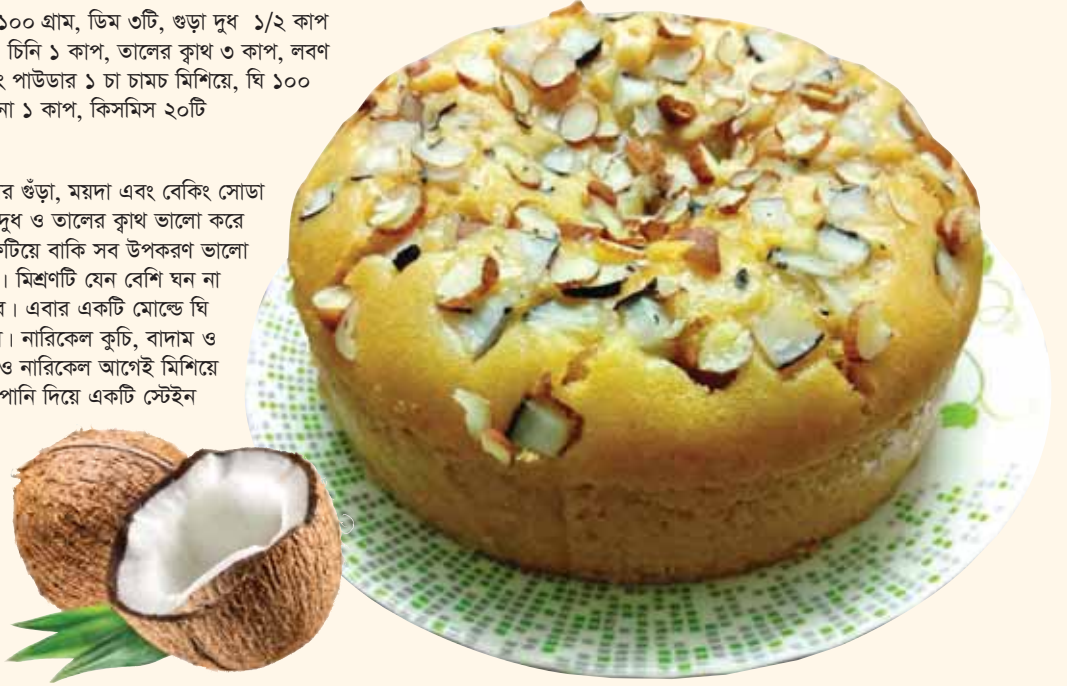 ১০০ গ্রাম, ডিম ৩টি, গুড়া দুধ ১/২ কাপ
চিনি ১ কাপ, তালের ক্বাথ ৩ কাপ, লবণ
পাউডার ১ চা চামচ মিশিয়ে, ঘি ১০০
১ কাপ, কিসমিস ২০টি
গুঁড়া, ময়দা এবং বেকিং সোডা
দুধ ও তালের ক্বাথ ভালো করে
বাকি সব উপকরণ ভালো
। মিশ্রণটি যেন বেশি ঘন না
। এবার একটি মোল্ডে ঘি
। নারিকেল কুচি, বাদাম ও
ও নারিকেল আগেই মিশিয়ে
পানি দিয়ে একটি স্টেইন